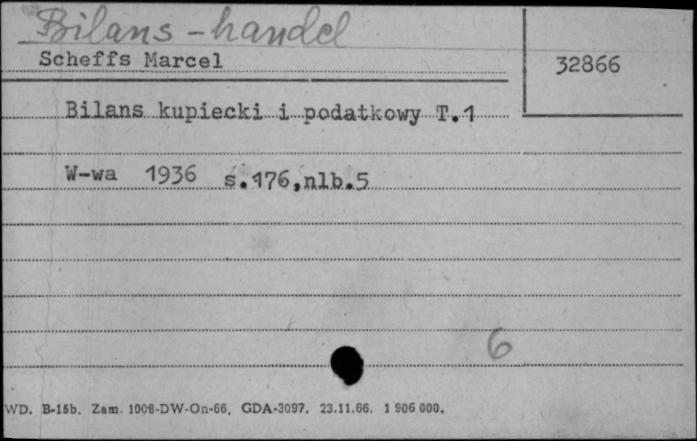 Bilans - handel
Scheffs Marcel
32866
Bilans kupiecki i podatkowy T.1
W-wa 1936 s.176,nlb.5
6
WD. B-15b. Zam. 1008-DW-On-66. GDA-3097. 23.11.66. 1 906 000.